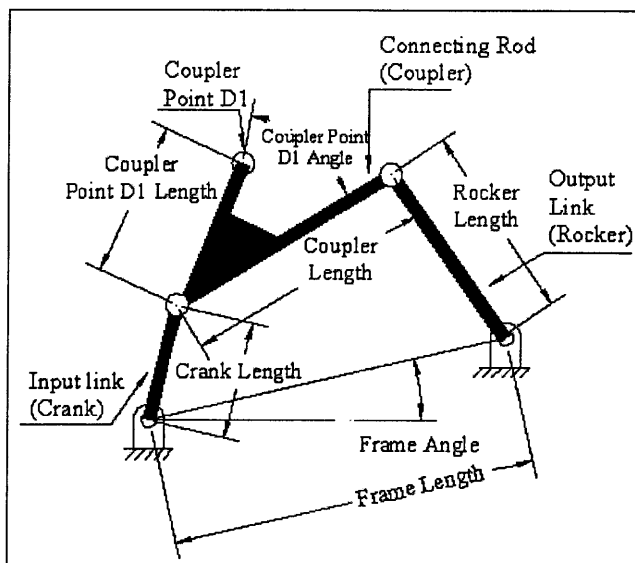 Connecting Rod
(Coupler)
Coupler
Point D1
Coupler Point
D1 Angle
Coupler
Point D1 Length
Rocker
Length
Output
Link
(Rocker)
Coupler
Length
Crank Length
Input link
(Crank)
Frame Angle
Frame Length